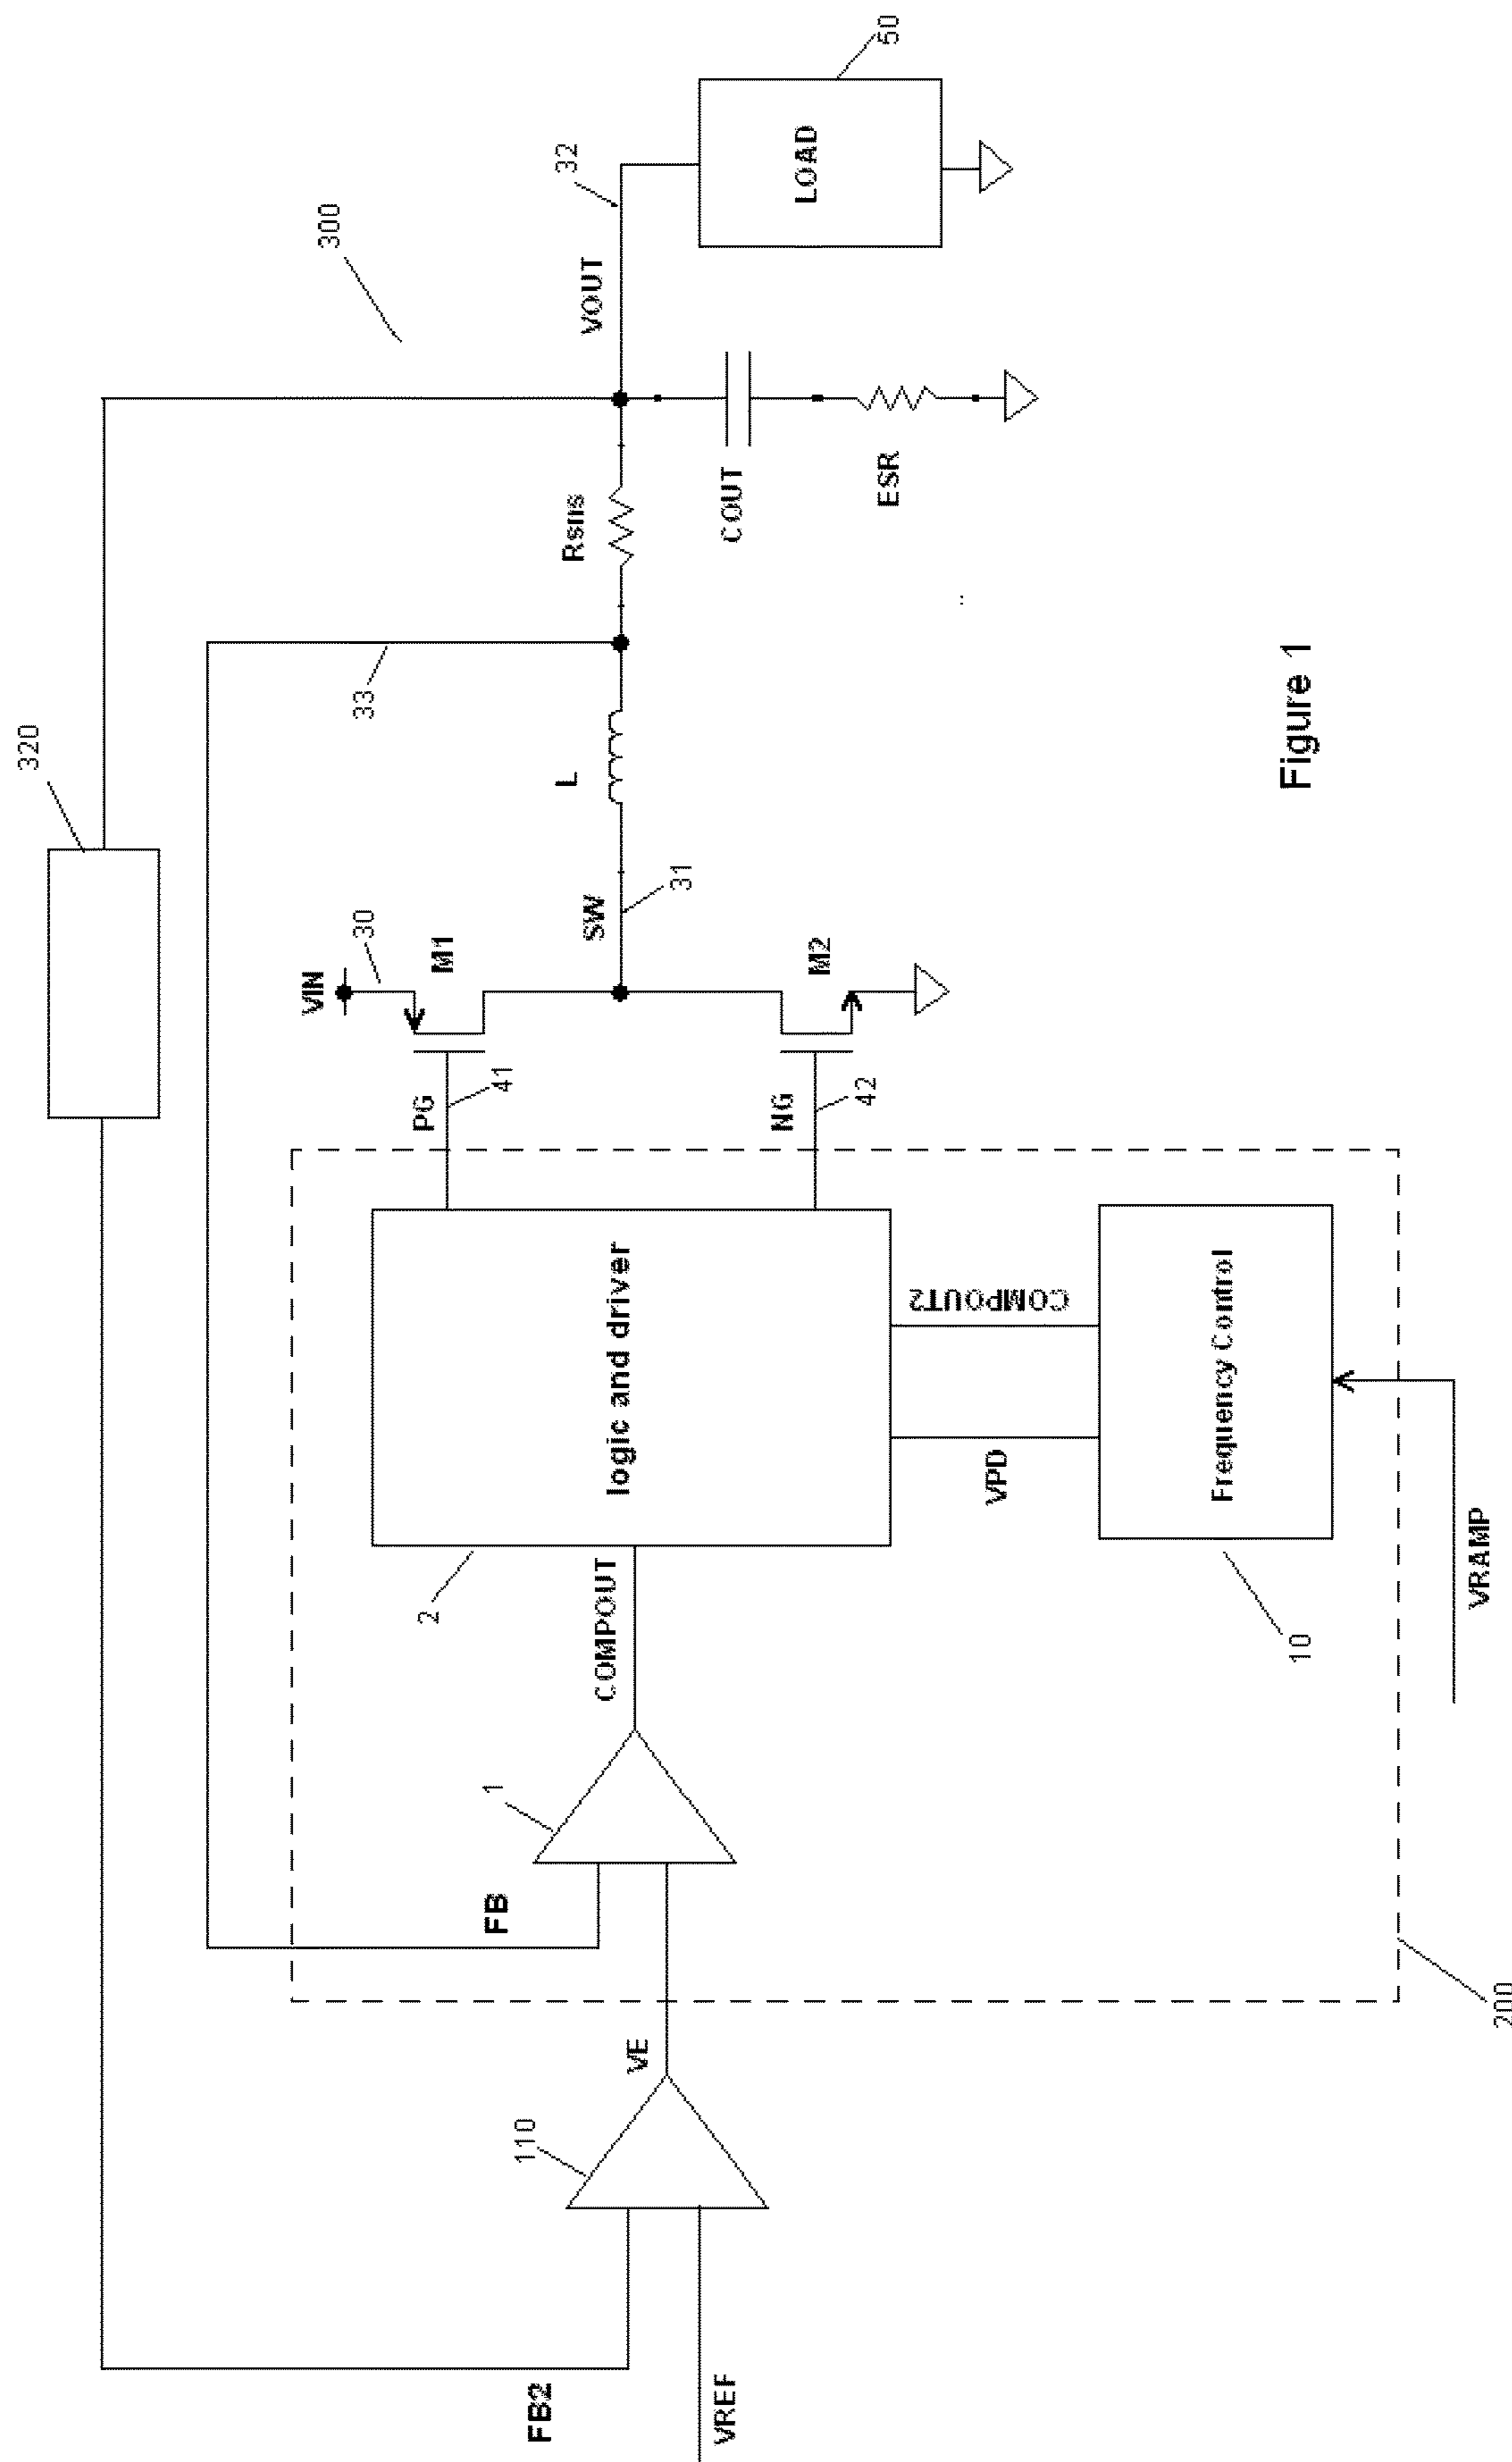 320
300
50
33
32
VIN
30
M1
PG
41
SW
31
L
Rsns
VOUT
LOAD
COUT
ESR
M2
NG
42
logic and driver
2
COMPOUT
1
FB
VE
110
FB2
VREF
COMPOUT2
VPD
Frequency Control
10
VRAMP
200
Figure 1